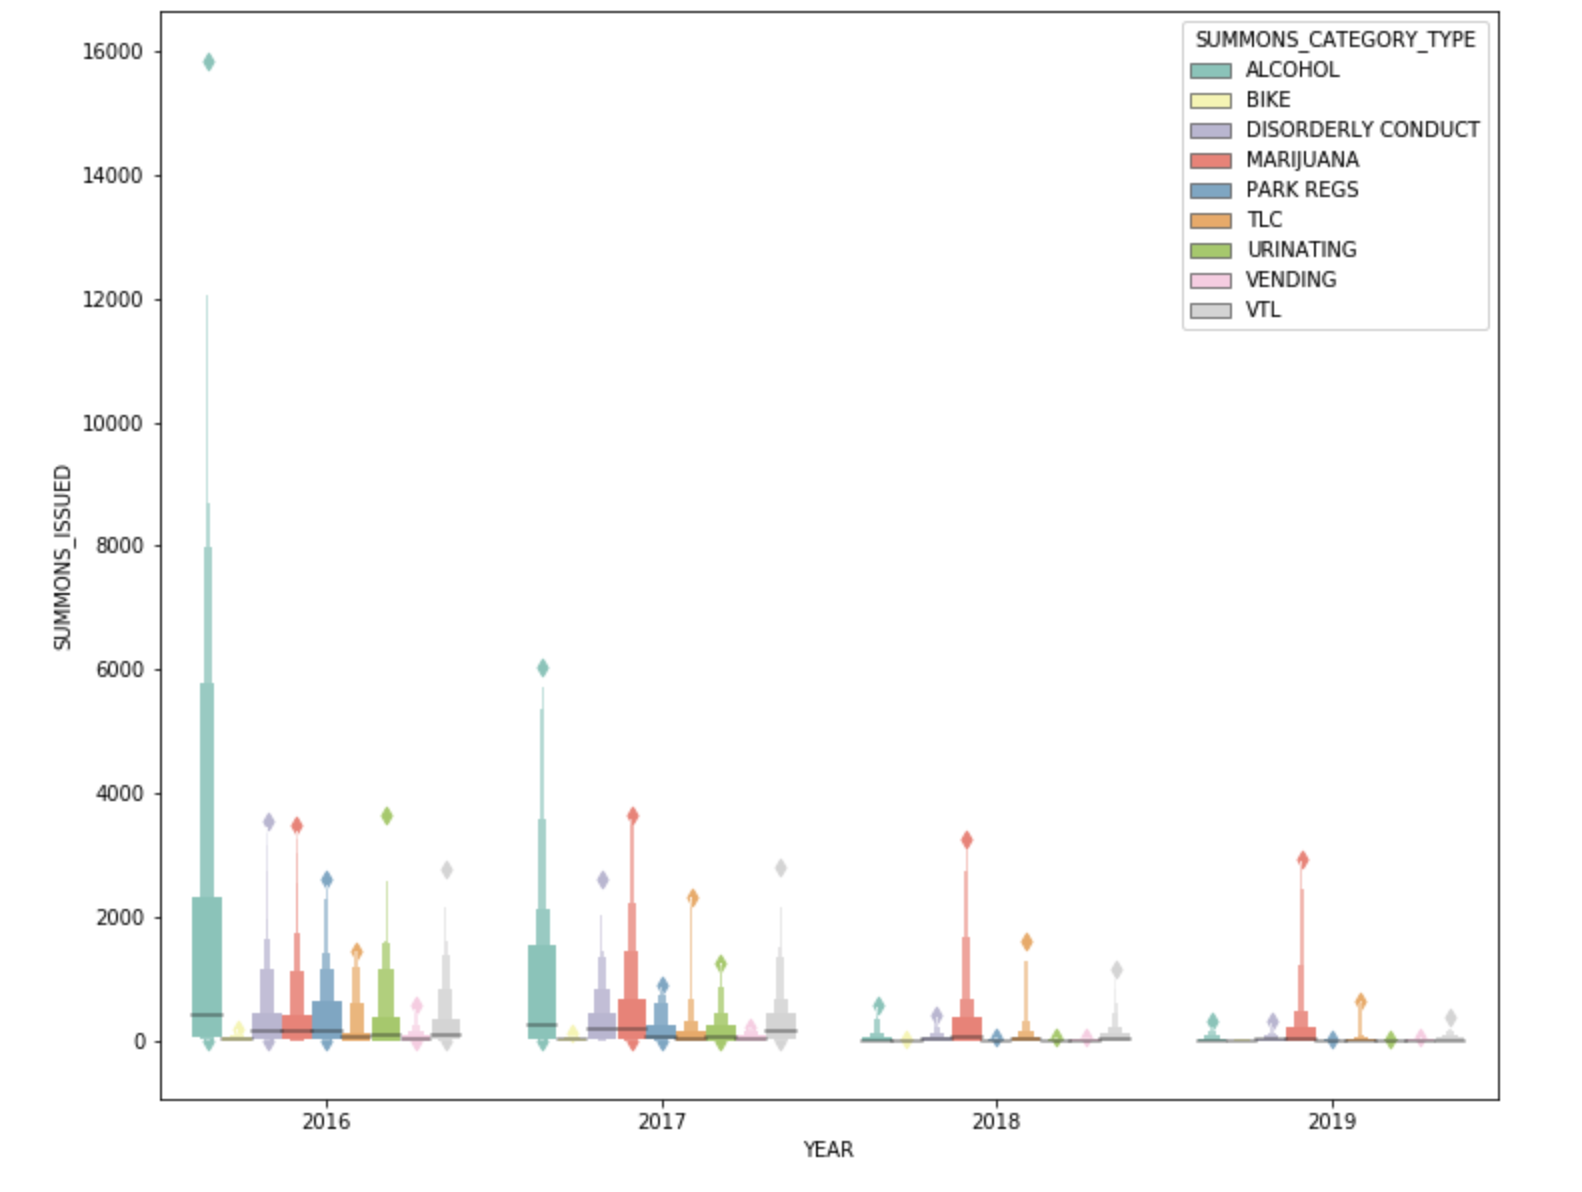 16000
14000
12000
10000
8000
6000
4000
2000
0
SUMMONS_ISSUED
SUMMONS_CATEGORY_TYPE
ALCOHOL
BIKE
DISORDERLY CONDUCT
MARIJUANA
PARK REGS
TLC
URINATING
VENDING
VTL
2016 2017 2018 2019
YEAR